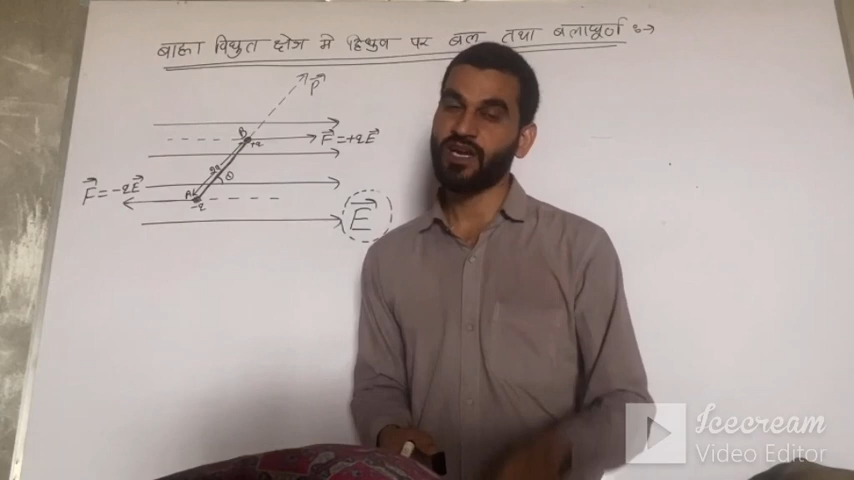 बाह्य विधुत क्षेत्र मे द्विध्रुव पर बल तथा बलाघूर्ण :->
P
B
+q
F = +qE
2a
θ
F = -qE
A
-q
E
Icecream
Video Editor